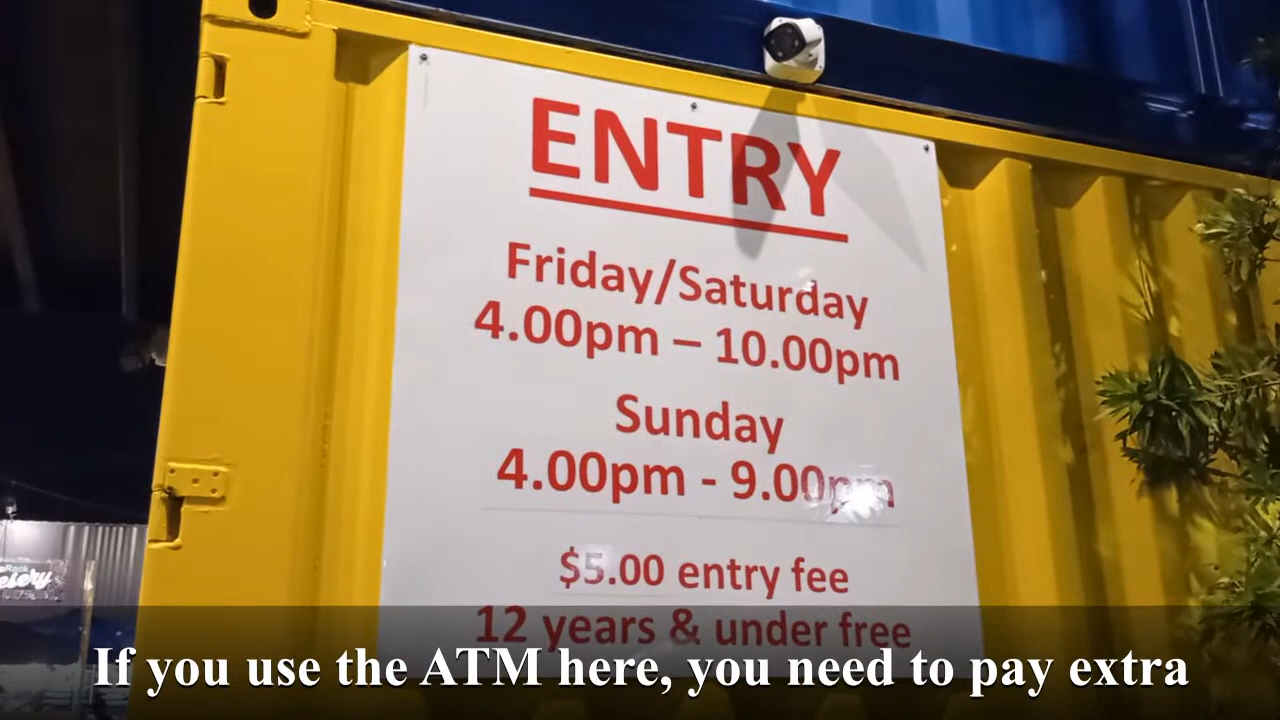 ENTRY
Friday/Saturday
4.00pm – 10.00pm
Sunday
4.00pm - 9.00pm
$5.00 entry fee
12 years & under free
If you use the ATM here, you need to pay extra